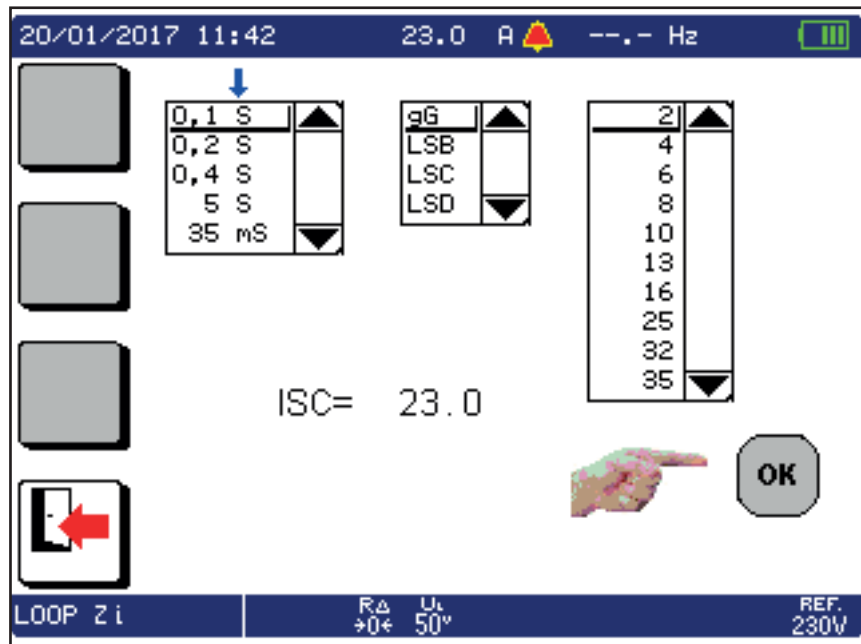 20/01/2017 11:42 23.0 A --.- Hz
0,1 S
0,2 S
0,4 S
5 S
35 mS
gG
LSB
LSC
LSD
2
4
6
8
10
13
16
25
32
35
ISC= 23.0
OK
LOOP Zi
R∆
→0←
UL
50V
REF.
230V